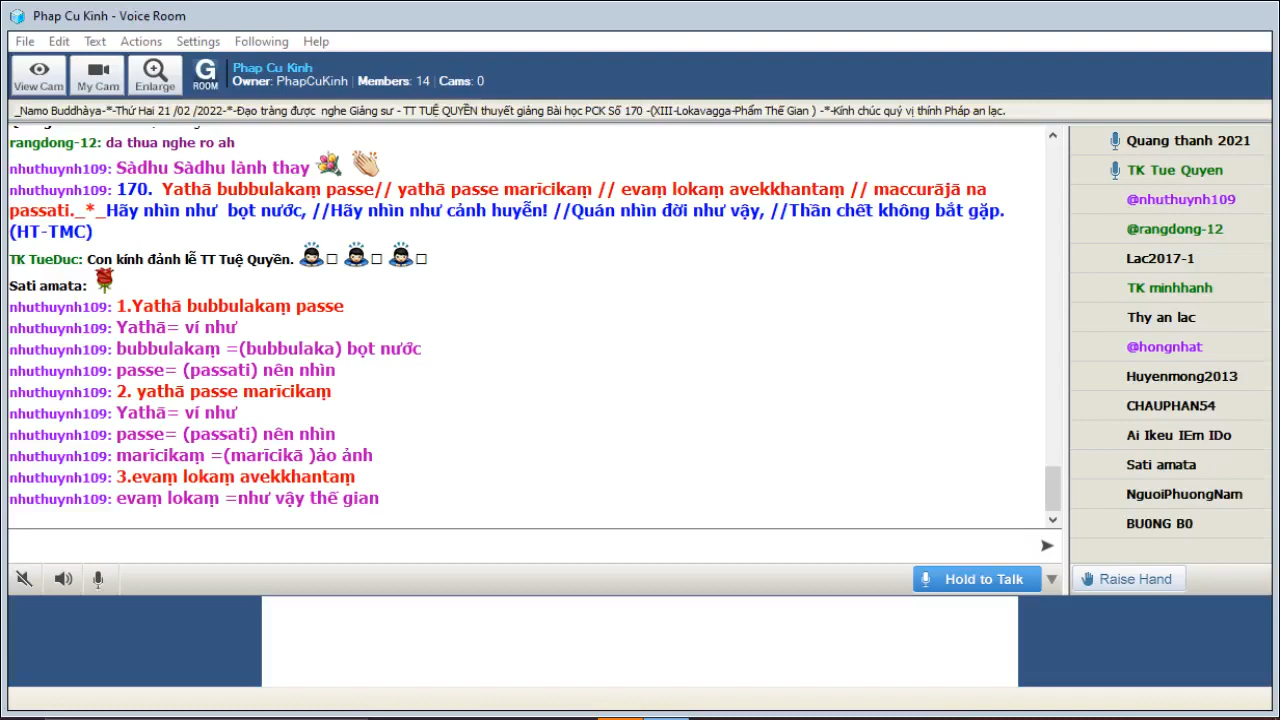 Phap Cu Kinh - Voice Room
File Edit Text Actions Settings Following Help
View Cam My Cam Enlarge G ROOM
Phap Cu Kinh
Owner: PhapCuKinh | Members: 14 | Cams: 0
_Namo Buddhàya-*-Thứ Hai 21 /02 /2022-*-Đạo tràng được nghe Giảng sư - TT TUỆ QUYỀN thuyết giảng Bài học PCK Số 170 -(XIII-Lokavagga-Phẩm Thế Gian ) -*-Kính chúc quý vị thính Pháp an lạc.
rangdong-12: da thua nghe ro ah
nhuthuynh109: Sàdhu Sàdhu lành thay
nhuthuynh109: 170. Yathā bubbulakaṃ passe// yathā passe marīcikaṃ // evaṃ lokaṃ avekkhantaṃ // maccurājā na
passati._*_Hãy nhìn như bọt nước, //Hãy nhìn như cảnh huyễn! //Quán nhìn đời như vậy, //Thần chết không bắt gặp.
(HT-TMC)
TK TueDuc: Con kính đảnh lễ TT Tuệ Quyền.
Sati amata:
nhuthuynh109: 1.Yathā bubbulakaṃ passe
nhuthuynh109: Yathā= ví như
nhuthuynh109: bubbulakaṃ =(bubbulaka) bọt nước
nhuthuynh109: passe= (passati) nên nhìn
nhuthuynh109: 2. yathā passe marīcikaṃ
nhuthuynh109: Yathā= ví như
nhuthuynh109: passe= (passati) nên nhìn
nhuthuynh109: marīcikaṃ =(marīcikā )ảo ảnh
nhuthuynh109: 3.evaṃ lokaṃ avekkhantaṃ
nhuthuynh109: evaṃ lokaṃ =như vậy thế gian
Hold to Talk
Quang thanh 2021
TK Tue Quyen
@nhuthuynh109
@rangdong-12
Lac2017-1
TK minhhanh
Thy an lac
@hongnhat
Huyenmong2013
CHAUPHAN54
Ai Ikeu IEm IDo
Sati amata
NguoiPhuongNam
BU0NG B0
Raise Hand